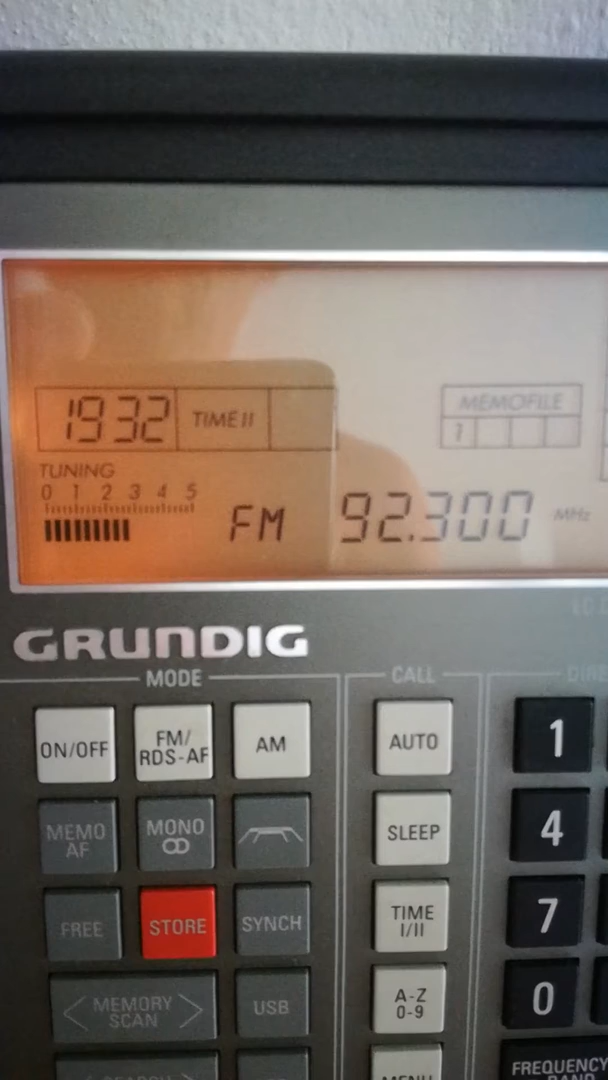 1932 TIME II
MEMOFILE
1
TUNING
0 1 2 3 4 5
FM 92.300 MHz
GRUNDIG
MODE
CALL
ON/OFF
FM/
RDS-AF
AM
AUTO
1
MEMO
AF
MONO
SLEEP
4
FREE
STORE
SYNCH
TIME
I/II
7
MEMORY
SCAN
USB
A-Z
0-9
0
MENU
FREQUENCY